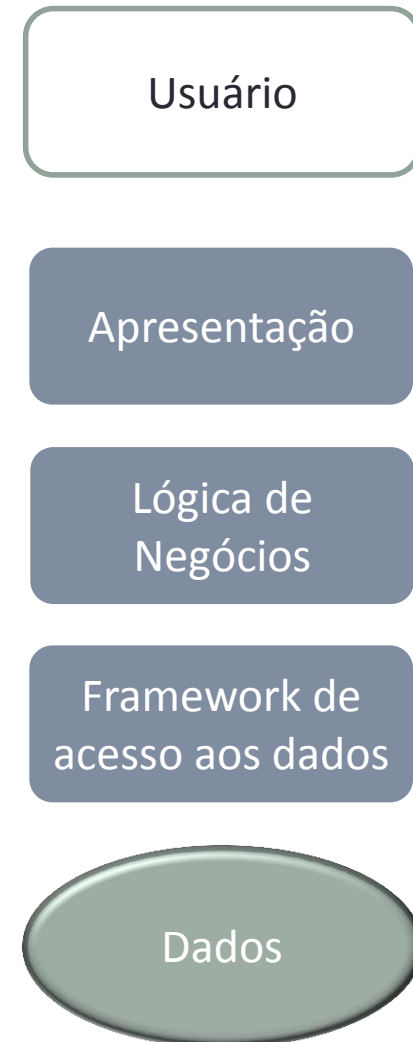 Usuário
Apresentação
Lógica de
Negócios
Framework de
acesso aos dados
Dados